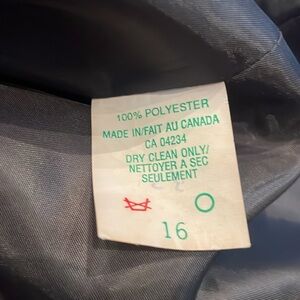 100% POLYESTER
MADE IN/FAIT AU CANADA
CA 04234
DRY CLEAN ONLY/
NETTOYER A SEC
SEULEMENT
16